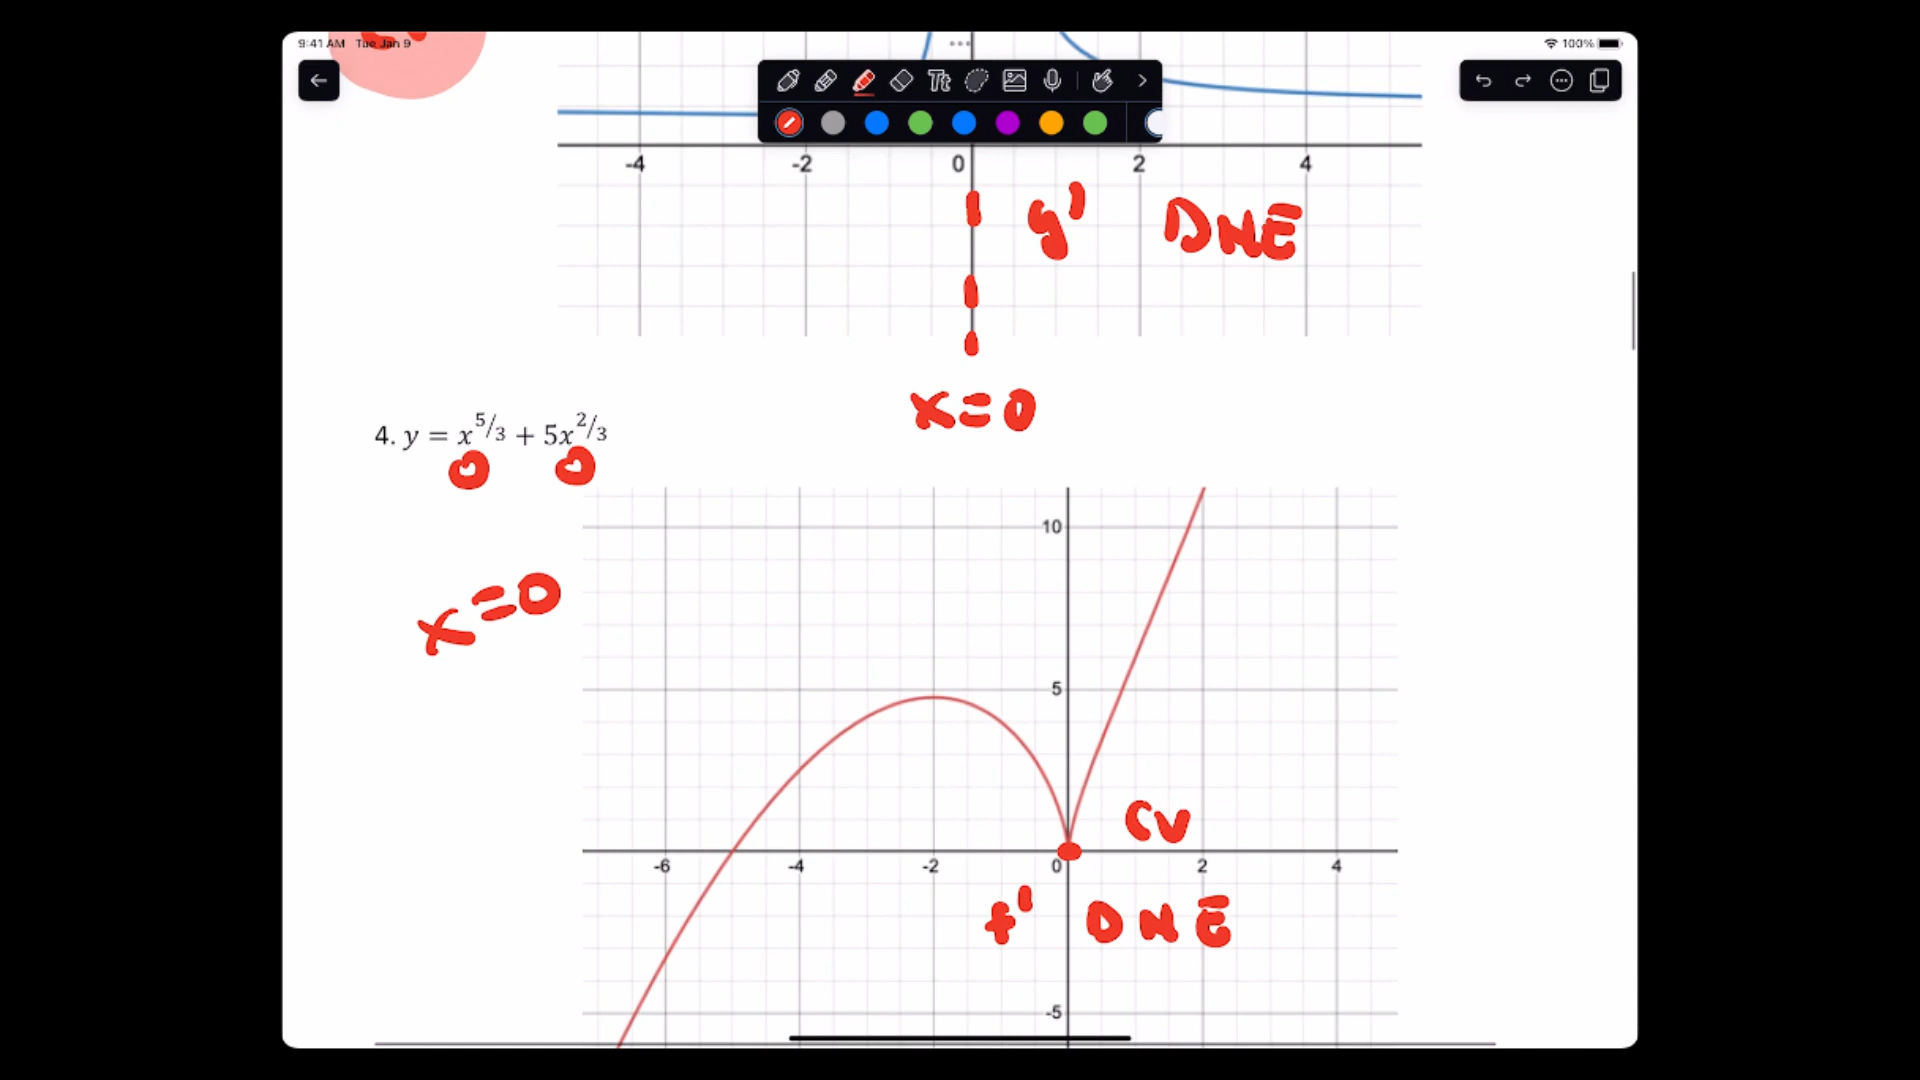 9:41 AM Tue Jan 9
100%
Tt
-4 -2 0 2 4
y' DNE
x=0
4. y = x^5/3 + 5x^2/3
0 0
x=0
10
5
CV
-6 -4 -2 0 2 4
f' DNE
-5